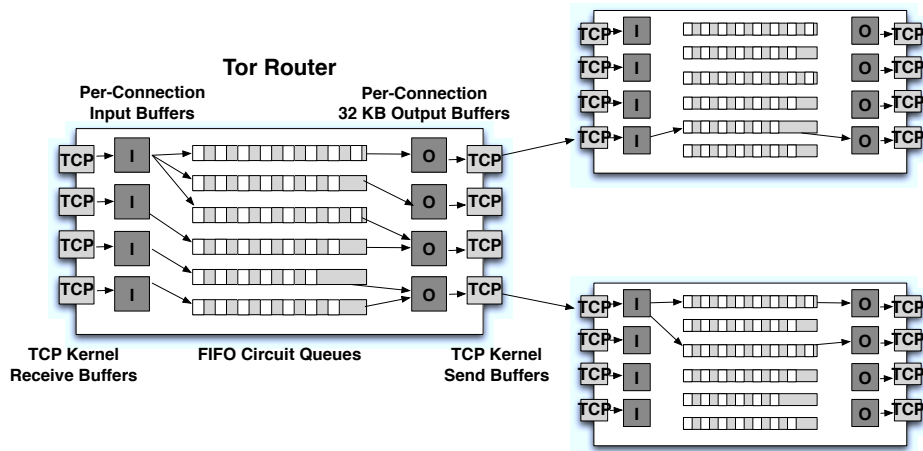 Tor Router
Per-Connection
Input Buffers
Per-Connection
32 KB Output Buffers
TCP I O TCP
TCP I O TCP
TCP I O TCP
TCP I O TCP
TCP Kernel
Receive Buffers
FIFO Circuit Queues
TCP Kernel
Send Buffers
TCP I O TCP
TCP I O TCP
TCP I O TCP
TCP I O TCP
TCP I O TCP
TCP I O TCP
TCP I O TCP
TCP I O TCP